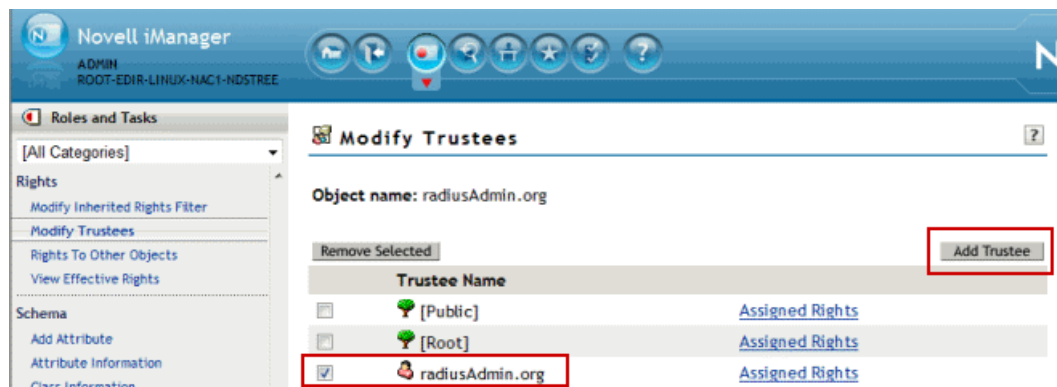 Novell iManager
ADMIN
ROOT-EDIR-LINUX-NAC1-NDSTREE
N
Roles and Tasks
[All Categories]
Rights
Modify Inherited Rights Filter
Modify Trustees
Rights To Other Objects
View Effective Rights
Schema
Add Attribute
Attribute Information
Class Information
Modify Trustees
?
Object name: radiusAdmin.org
Remove Selected
Add Trustee
Trustee Name
[Public] Assigned Rights
[Root] Assigned Rights
radiusAdmin.org Assigned Rights